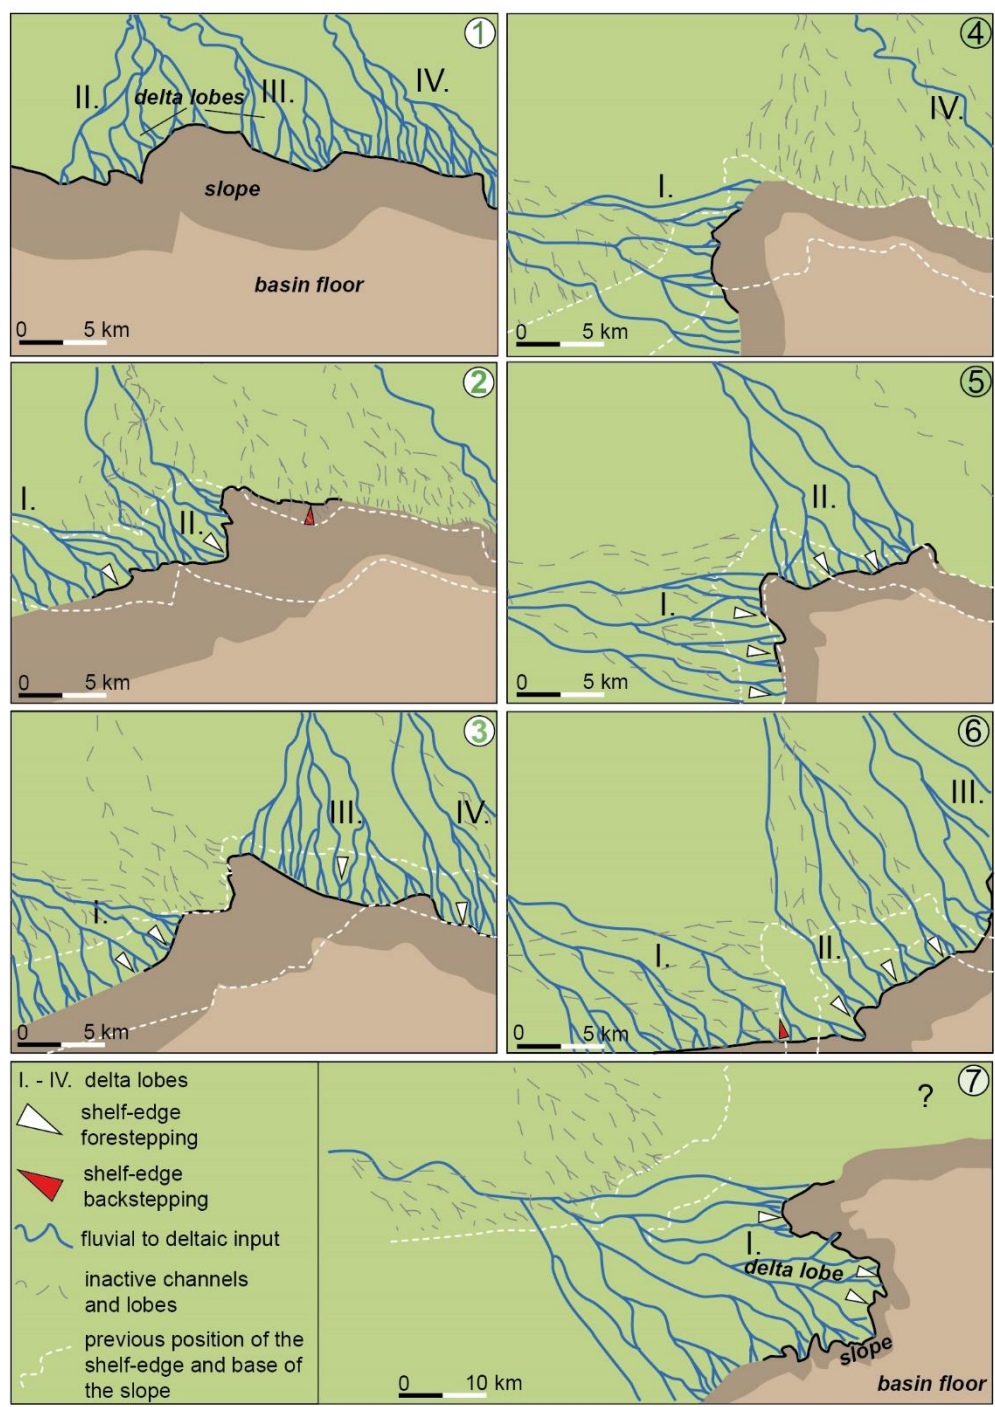 1
II.
delta lobes
III.
IV.
slope
basin floor
0 5 km
4
IV.
I.
0 5 km
2
I.
II.
0 5 km
5
II.
I.
0 5 km
3
III.
IV.
I.
0 5 km
6
III.
II.
I.
0 5 km
I. - IV. delta lobes
shelf-edge
forestepping
shelf-edge
backstepping
fluvial to deltaic input
inactive channels
and lobes
previous position of the
shelf-edge and base of
the slope
7
?
I.
delta lobe
slope
basin floor
0 10 km